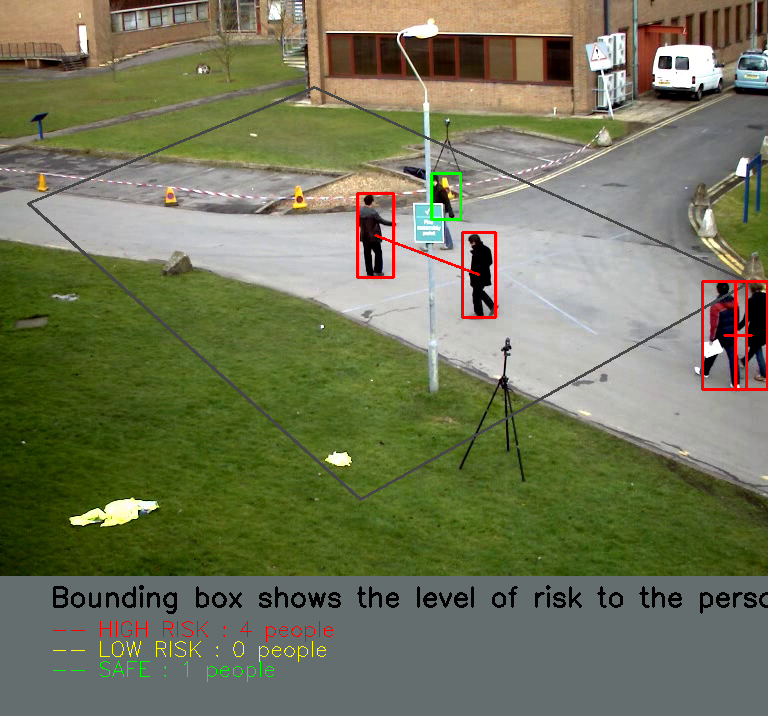 Bounding box shows the level of risk to the perso
-- HIGH RISK : 4 people
-- LOW RISK : 0 people
-- SAFE : 1 people